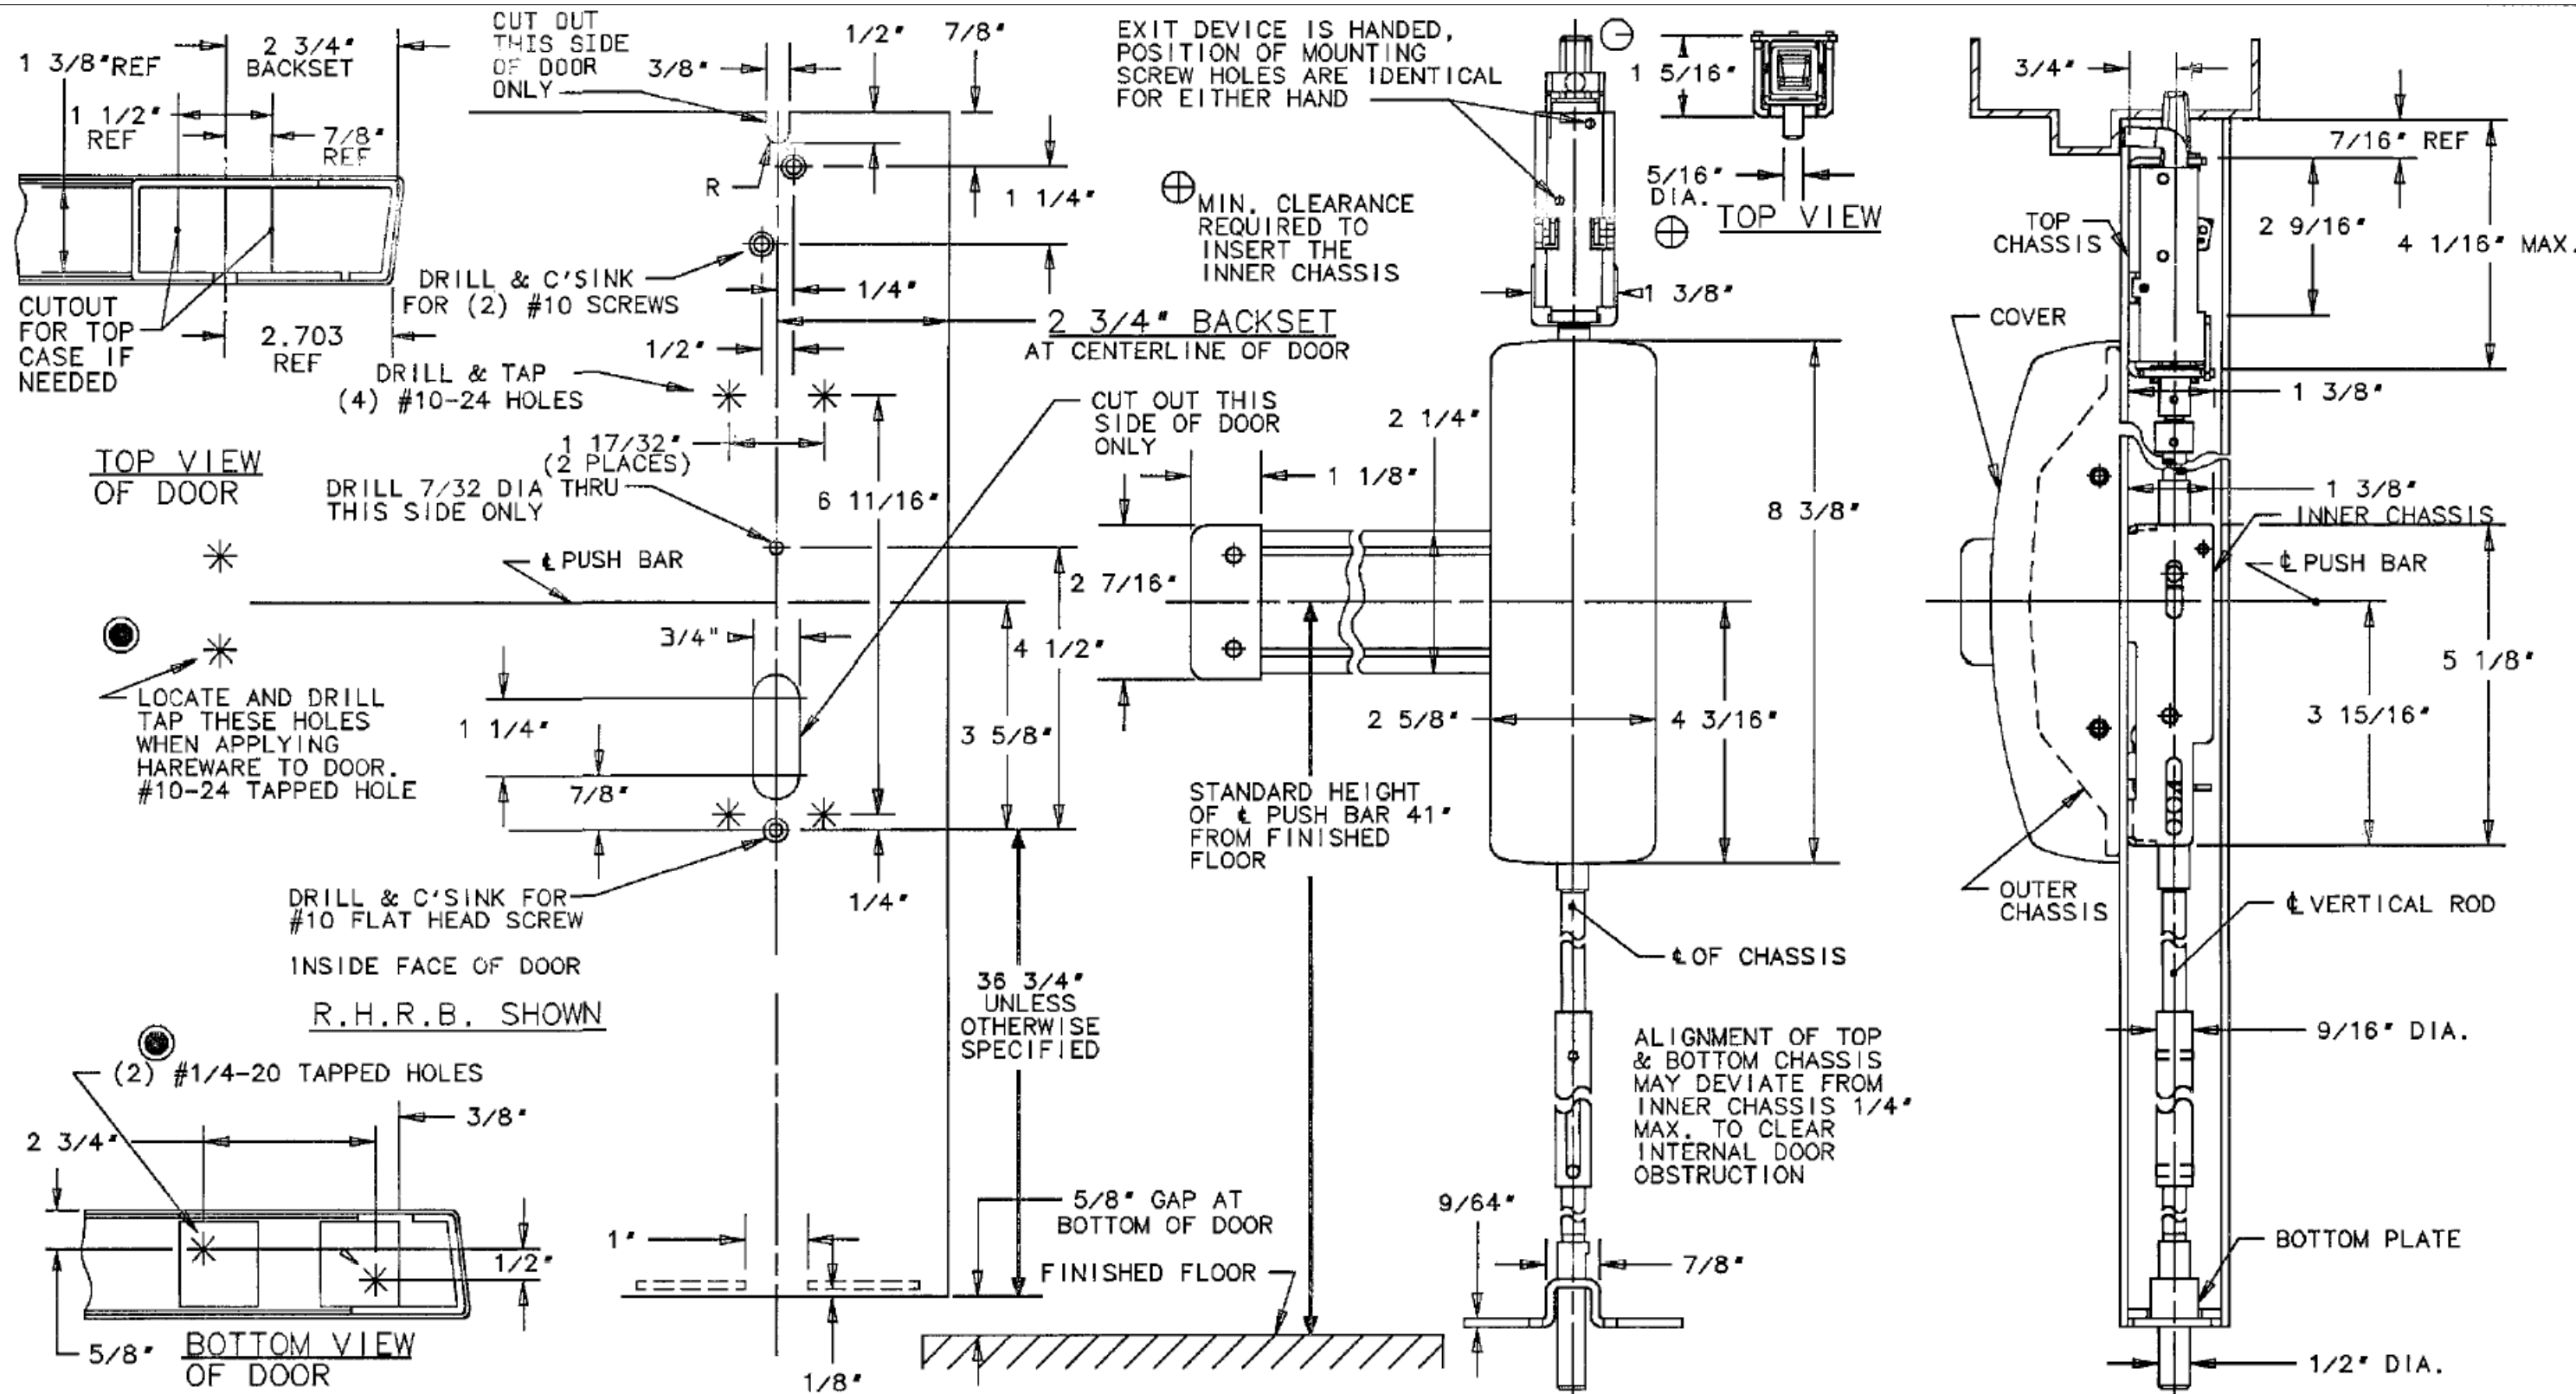 1 3/8" REF
2 3/4"
BACKSET
1 1/2"
REF
7/8"
REF
CUTOUT
FOR TOP
CASE IF
NEEDED
2.703
REF
TOP VIEW
OF DOOR
CUT OUT
THIS SIDE
OF DOOR
ONLY
3/8"
1/2"
7/8"
R
1 1/4"
DRILL & C'SINK
FOR (2) #10 SCREWS
1/4"
2 3/4" BACKSET
AT CENTERLINE OF DOOR
1/2"
DRILL & TAP
(4) #10-24 HOLES
1 17/32"
(2 PLACES)
DRILL 7/32 DIA THRU
THIS SIDE ONLY
6 11/16"
CUT OUT THIS
SIDE OF DOOR
ONLY
℄ PUSH BAR
3/4"
4 1/2"
3 5/8"
1 1/4"
7/8"
LOCATE AND DRILL
TAP THESE HOLES
WHEN APPLYING
HAREWARE TO DOOR.
#10-24 TAPPED HOLE
DRILL & C'SINK FOR
#10 FLAT HEAD SCREW
1/4"
INSIDE FACE OF DOOR
R.H.R.B. SHOWN
36 3/4"
UNLESS
OTHERWISE
SPECIFIED
(2) #1/4-20 TAPPED HOLES
3/8"
2 3/4"
1/2"
5/8"
BOTTOM VIEW
OF DOOR
1"
5/8" GAP AT
BOTTOM OF DOOR
FINISHED FLOOR
1/8"
EXIT DEVICE IS HANDED,
POSITION OF MOUNTING
SCREW HOLES ARE IDENTICAL
FOR EITHER HAND
1 5/16"
5/16"
DIA.
TOP VIEW
MIN. CLEARANCE
REQUIRED TO
INSERT THE
INNER CHASSIS
1 3/8"
2 1/4"
1 1/8"
8 3/8"
2 7/16"
2 5/8"
4 3/16"
STANDARD HEIGHT
OF ℄ PUSH BAR 41"
FROM FINISHED
FLOOR
℄ OF CHASSIS
ALIGNMENT OF TOP
& BOTTOM CHASSIS
MAY DEVIATE FROM
INNER CHASSIS 1/4"
MAX. TO CLEAR
INTERNAL DOOR
OBSTRUCTION
9/64"
7/8"
3/4"
7/16" REF
TOP
CHASSIS
2 9/16"
4 1/16" MAX.
COVER
1 3/8"
1 3/8"
INNER CHASSIS
℄ PUSH BAR
5 1/8"
3 15/16"
OUTER
CHASSIS
℄ VERTICAL ROD
9/16" DIA.
BOTTOM PLATE
1/2" DIA.